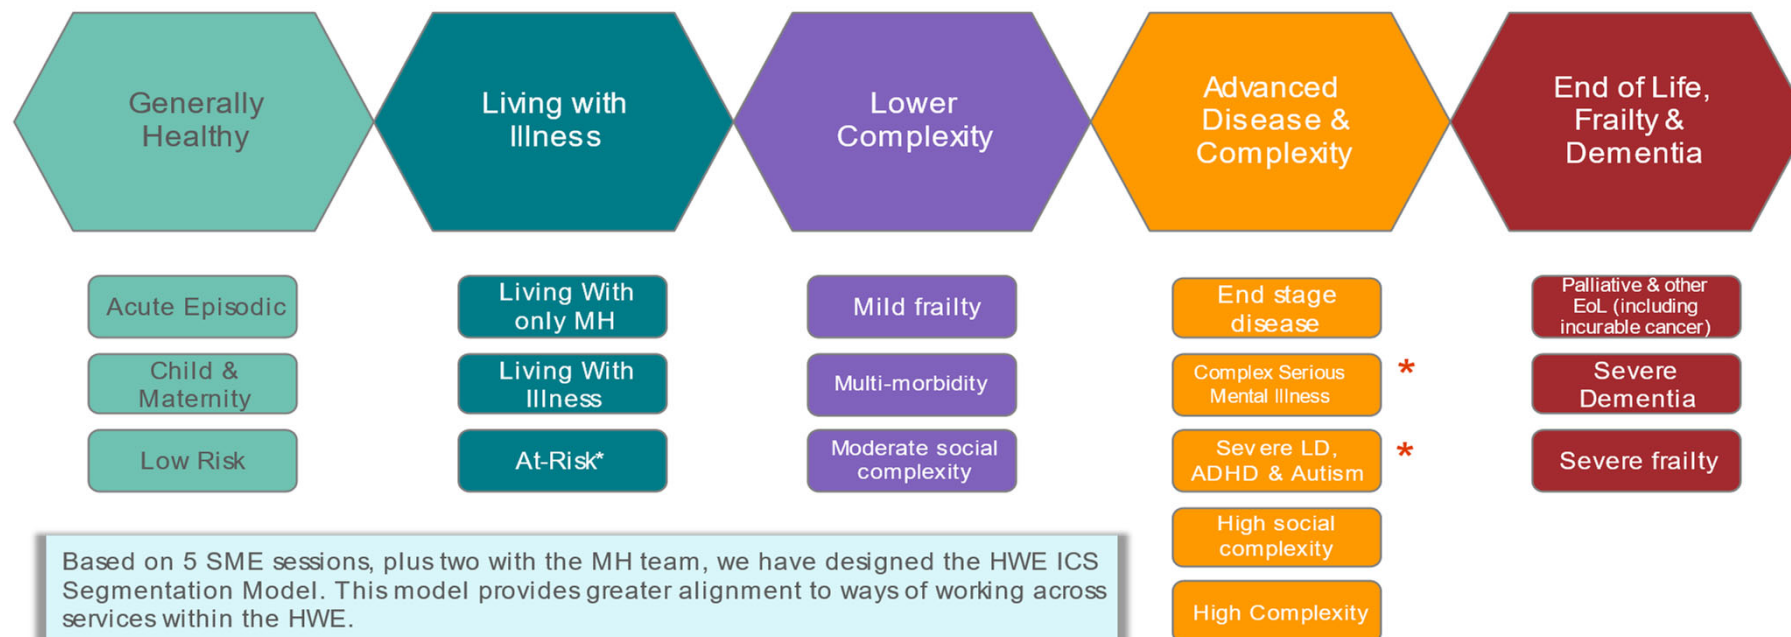 Generally
Healthy
Living with
Illness
Lower
Complexity
Advanced
Disease &
Complexity
End of Life,
Frailty &
Dementia
Acute Episodic
Child &
Maternity
Low Risk
Living With
only MH
Living With
Illness
At-Risk*
Mild frailty
Multi-morbidity
Moderate social
complexity
End stage
disease
Complex Serious
Mental Illness
*
Severe LD,
ADHD & Autism
*
High social
complexity
High Complexity
Palliative & other
EoL (including
incurable cancer)
Severe
Dementia
Severe frailty
Based on 5 SME sessions, plus two with the MH team, we have designed the HWE ICS
Segmentation Model. This model provides greater alignment to ways of working across
services within the HWE.